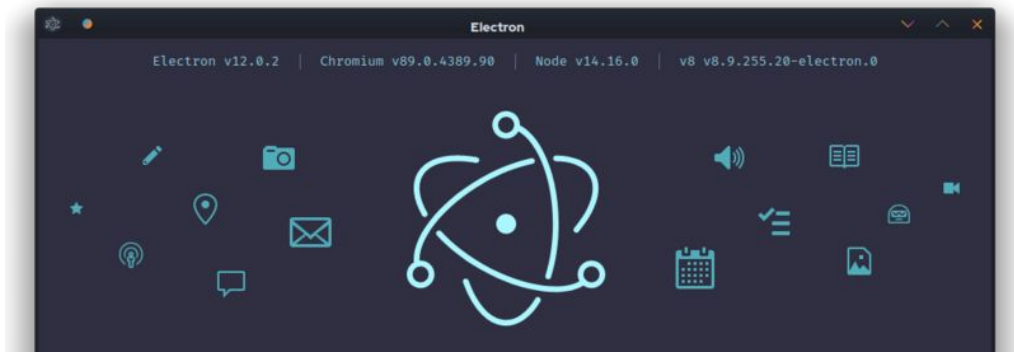 Electron
Electron v12.0.2 | Chromium v89.0.4389.90 | Node v14.16.0 | v8 v8.9.255.20-electron.0